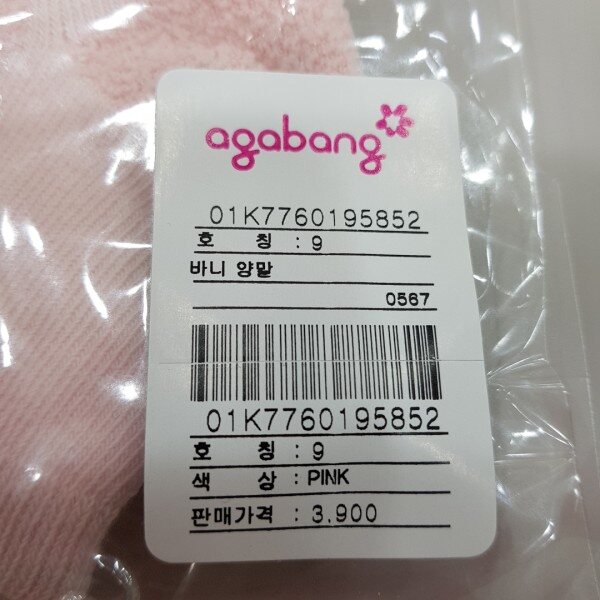 agabang
01K7760195852
호 칭 : 9
바니 양말
0567
01K7760195852
호 칭 : 9
색 상 : PINK
판매가격 : 3,900